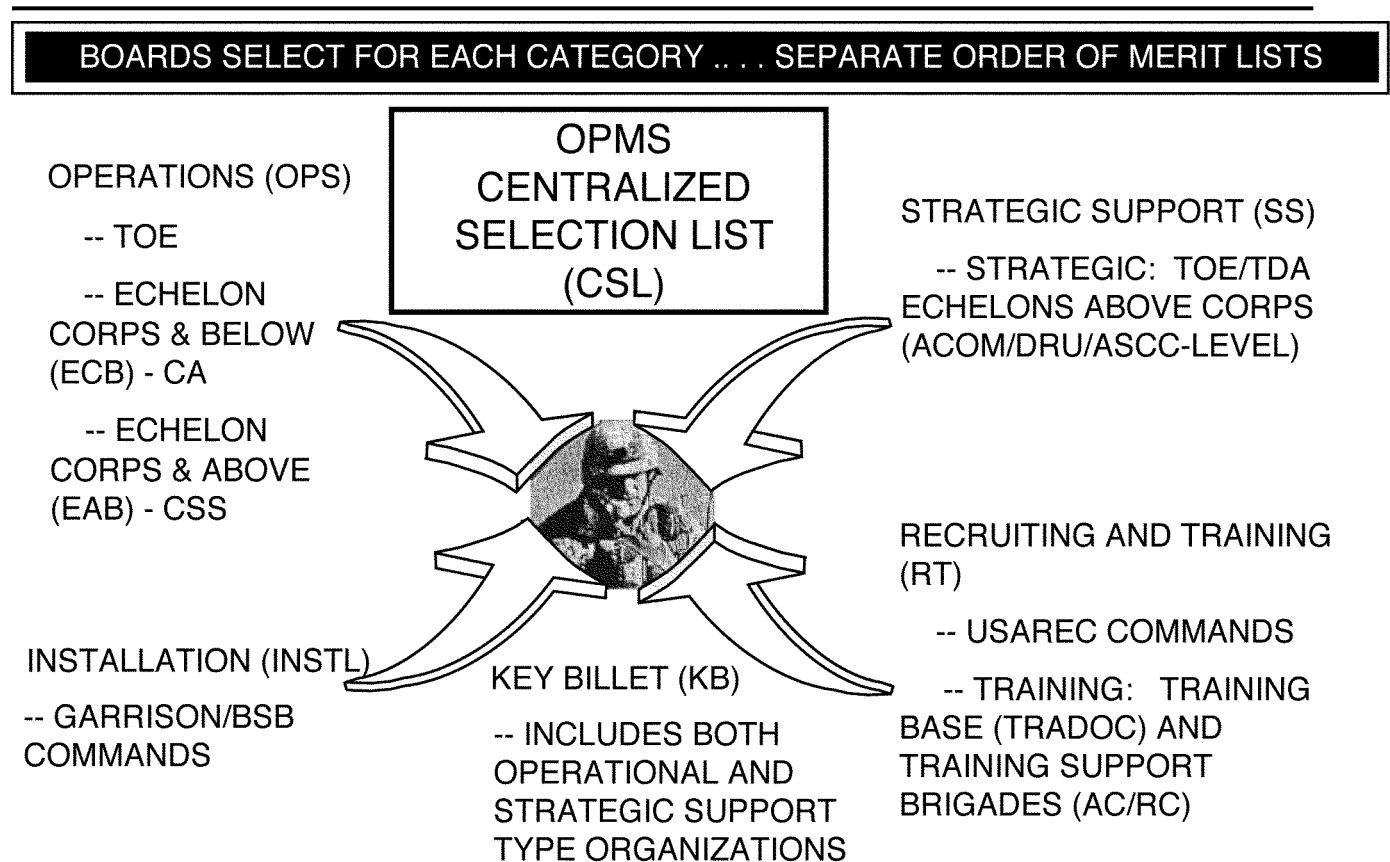 BOARDS SELECT FOR EACH CATEGORY .. . . SEPARATE ORDER OF MERIT LISTS
OPMS
CENTRALIZED
SELECTION LIST
(CSL)
OPERATIONS (OPS)
-- TOE
-- ECHELON
CORPS & BELOW
(ECB) - CA
-- ECHELON
CORPS & ABOVE
(EAB) - CSS
STRATEGIC SUPPORT (SS)
-- STRATEGIC: TOE/TDA
ECHELONS ABOVE CORPS
(ACOM/DRU/ASCC-LEVEL)
INSTALLATION (INSTL)
-- GARRISON/BSB
COMMANDS
KEY BILLET (KB)
-- INCLUDES BOTH
OPERATIONAL AND
STRATEGIC SUPPORT
TYPE ORGANIZATIONS
RECRUITING AND TRAINING
(RT)
-- USAREC COMMANDS
-- TRAINING: TRAINING
BASE (TRADOC) AND
TRAINING SUPPORT
BRIGADES (AC/RC)